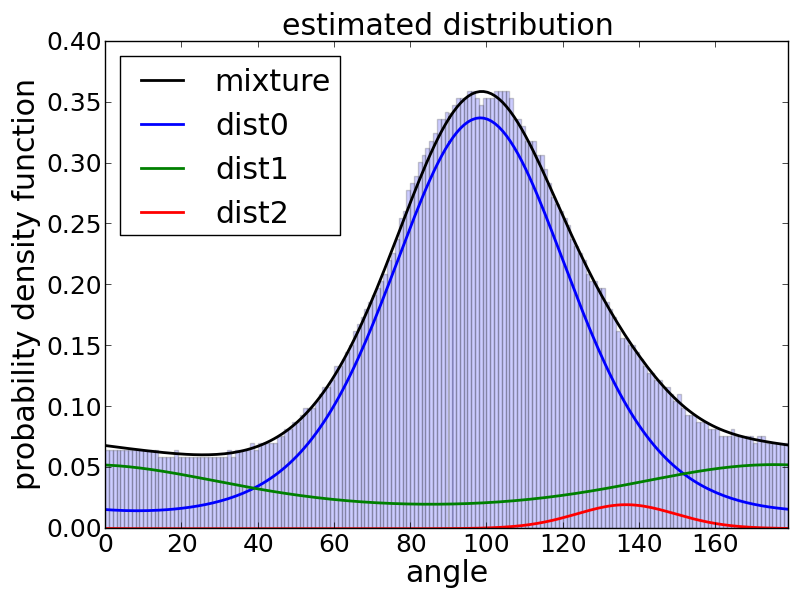 estimated distribution
probability density function
0.40
0.35
0.30
0.25
0.20
0.15
0.10
0.05
0.00
mixture
dist0
dist1
dist2
0 20 40 60 80 100 120 140 160
angle